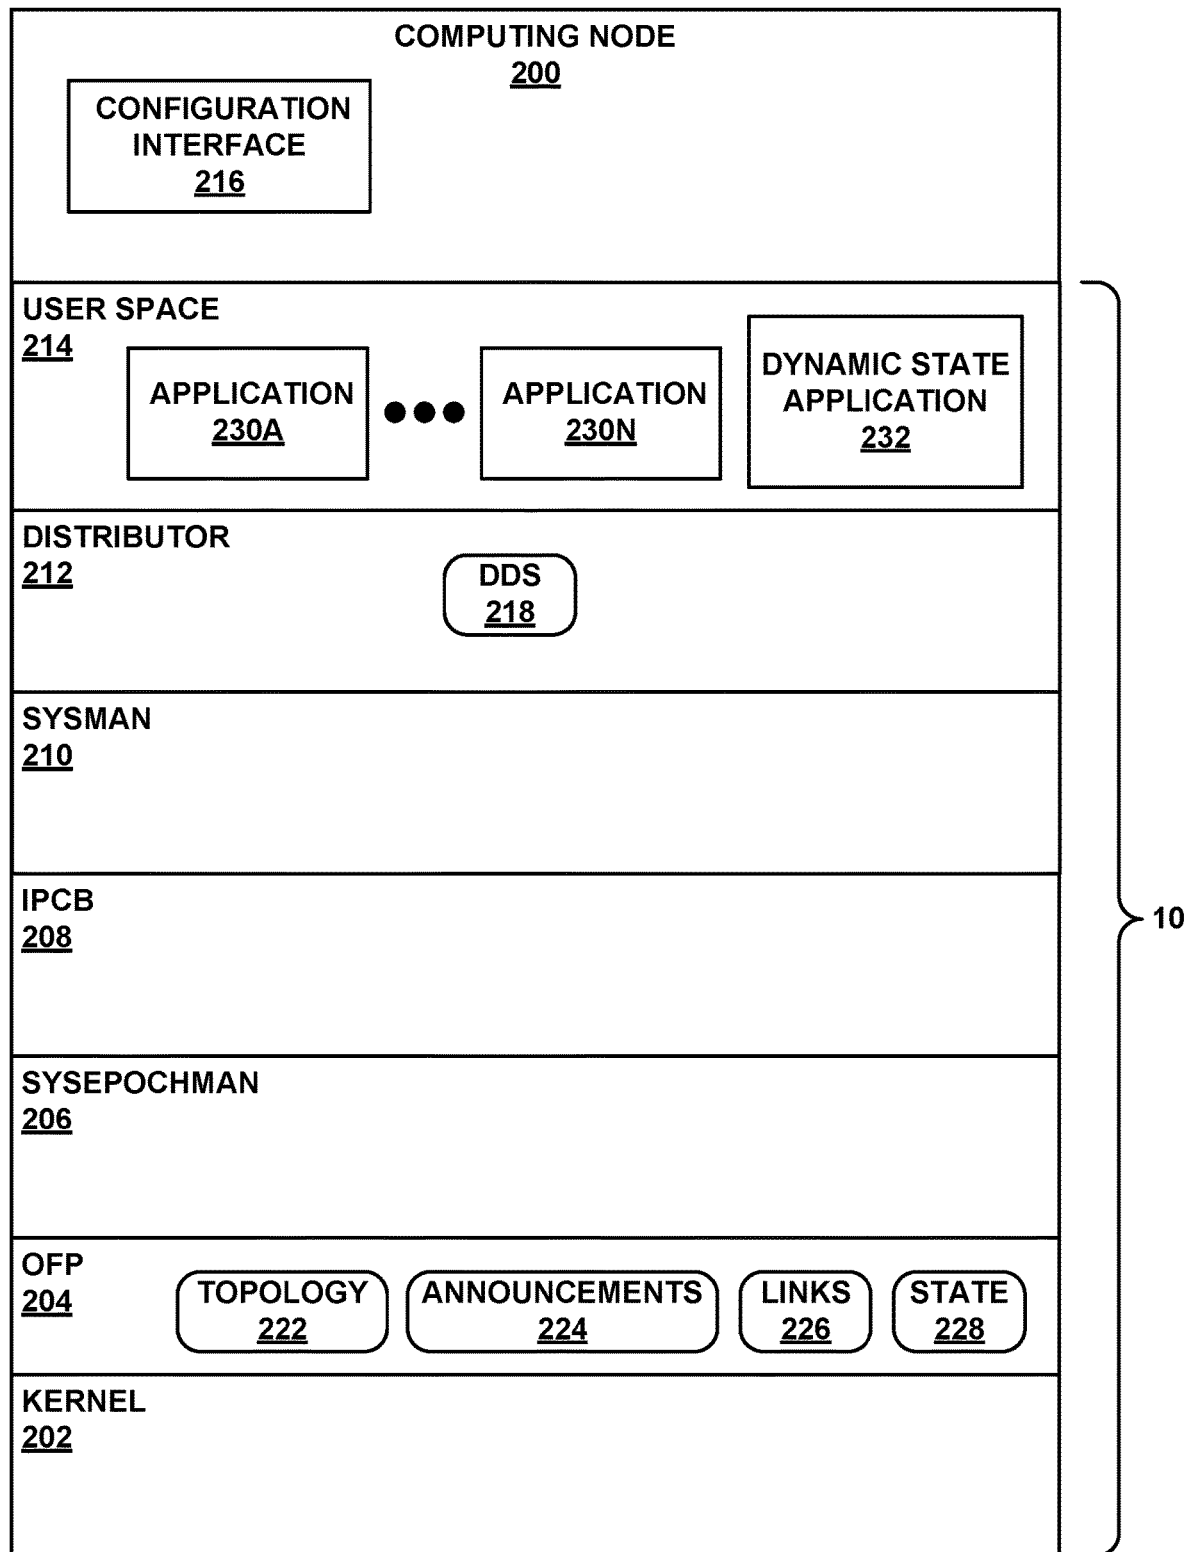 COMPUTING NODE
200
CONFIGURATION
INTERFACE
216
USER SPACE
214
APPLICATION
230A
APPLICATION
230N
DYNAMIC STATE
APPLICATION
232
DISTRIBUTOR
212
DDS
218
SYSMAN
210
IPCB
208
10
SYSEPOCHMAN
206
OFP
204
TOPOLOGY
222
ANNOUNCEMENTS
224
LINKS
226
STATE
228
KERNEL
202